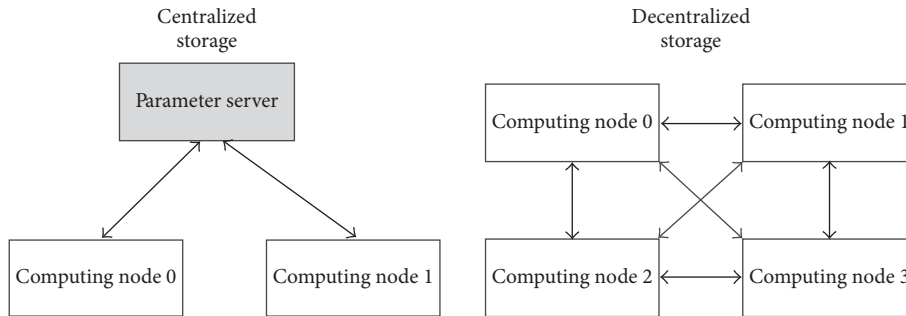 Centralized
storage
Parameter server
Computing node 0
Computing node 1
Decentralized
storage
Computing node 0
Computing node 1
Computing node 2
Computing node 3